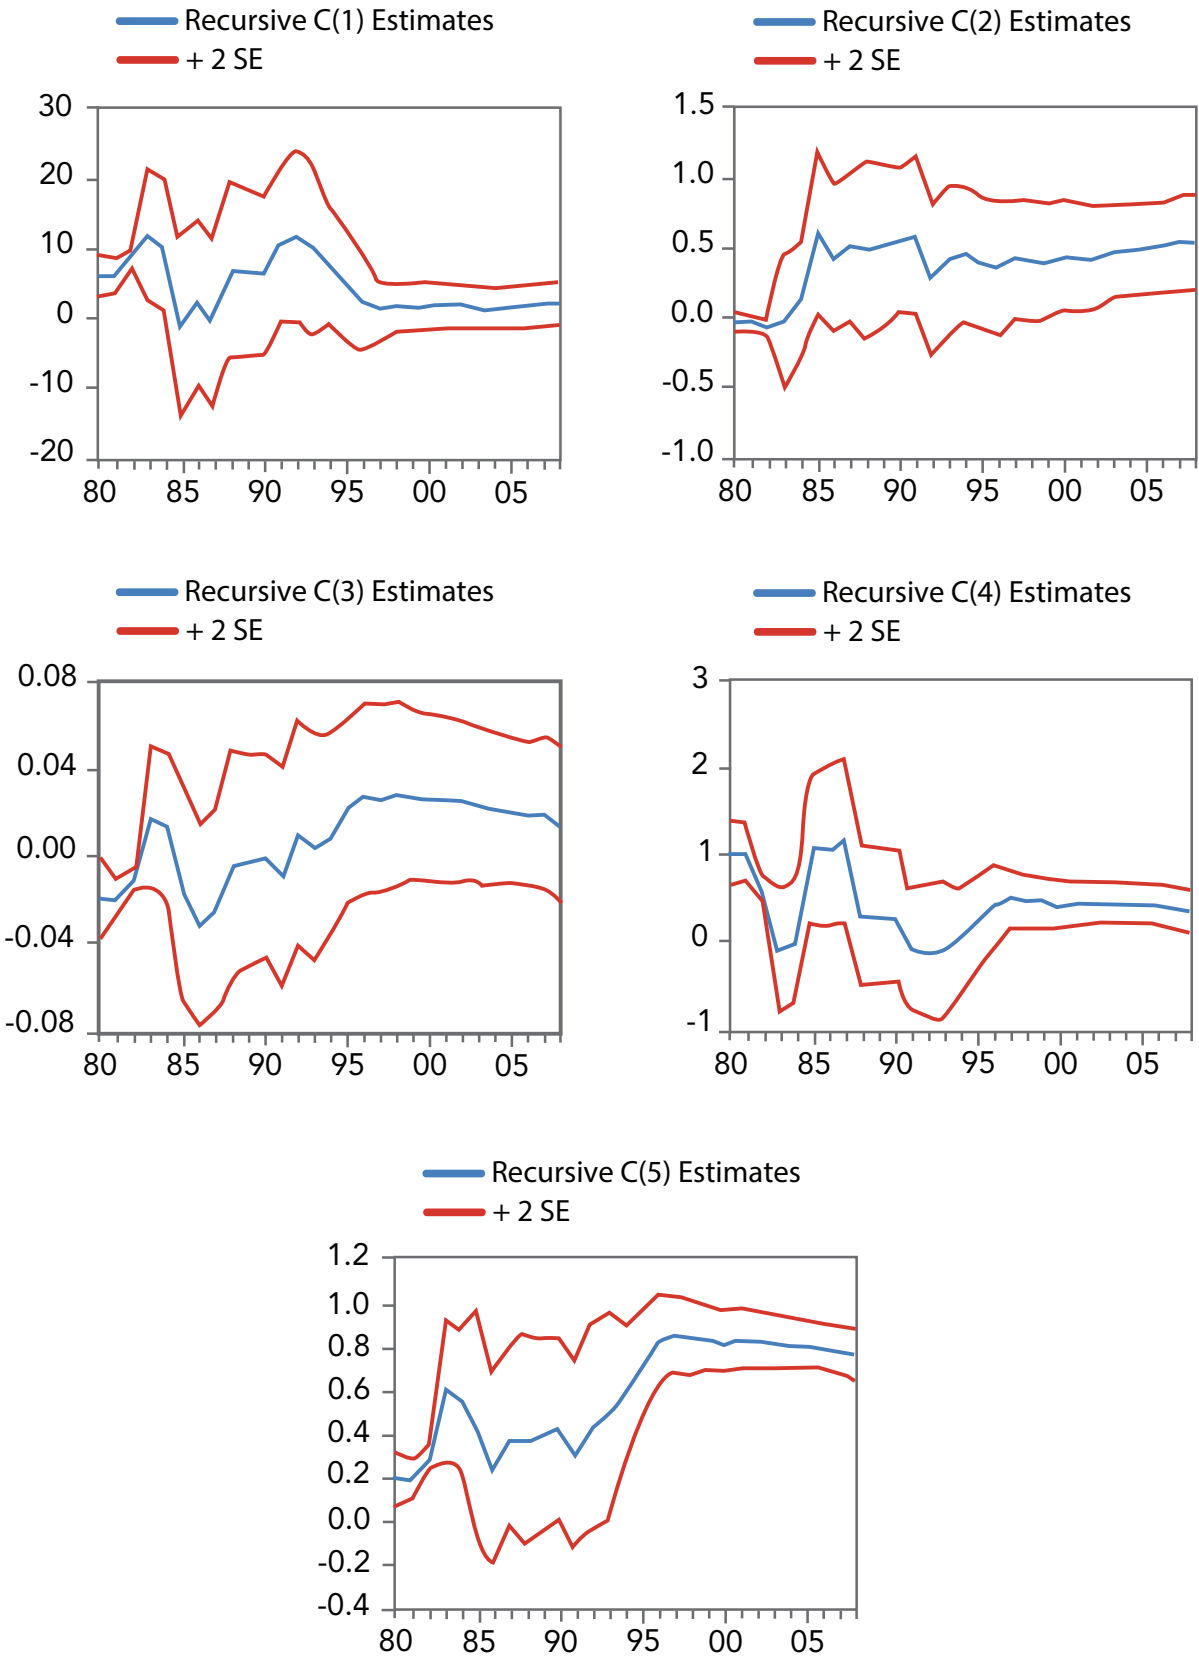 Recursive C(1) Estimates
+ 2 SE
30
20
10
0
-10
-20
80 85 90 95 00 05
Recursive C(2) Estimates
+ 2 SE
1.5
1.0
0.5
0.0
-0.5
-1.0
80 85 90 95 00 05
Recursive C(3) Estimates
+ 2 SE
0.08
0.04
0.00
-0.04
-0.08
80 85 90 95 00 05
Recursive C(4) Estimates
+ 2 SE
3
2
1
0
-1
80 85 90 95 00 05
Recursive C(5) Estimates
+ 2 SE
1.2
1.0
0.8
0.6
0.4
0.2
0.0
-0.2
-0.4
80 85 90 95 00 05